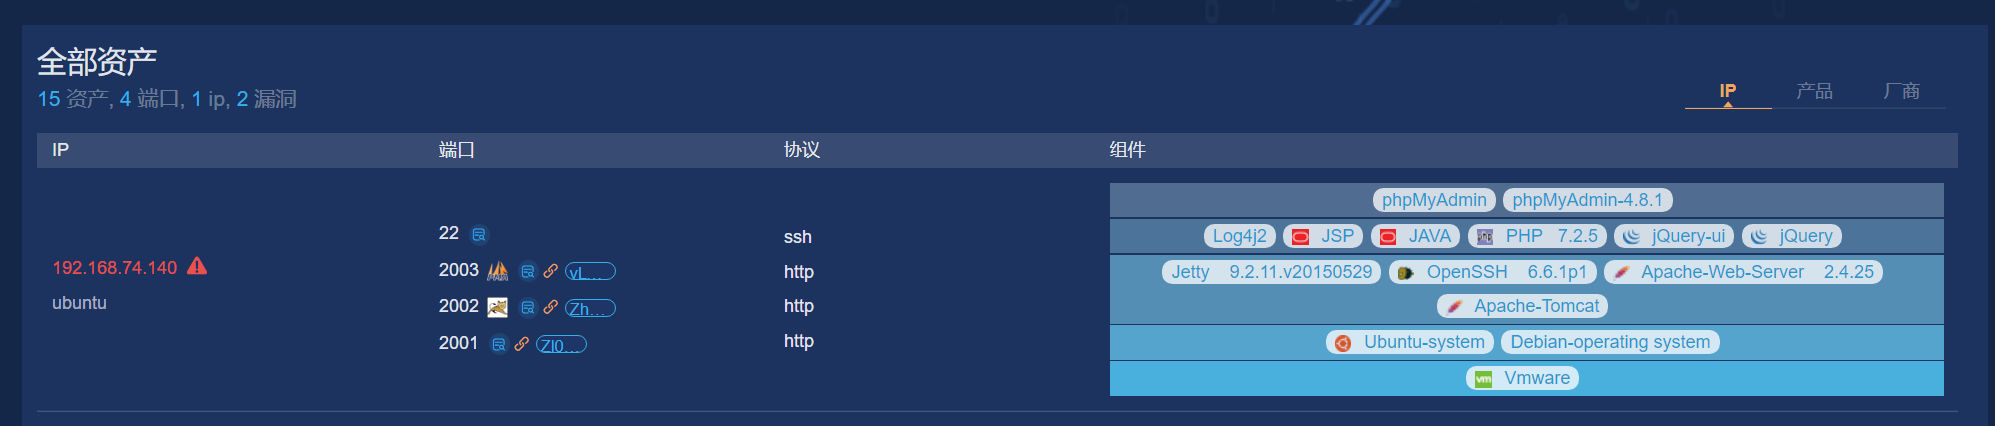 全部资产
15 资产, 4 端口, 1 ip, 2 漏洞
IP 产品 厂商
IP 端口 协议 组件
192.168.74.140
ubuntu
22 ssh
2003 vL... http
2002 Zh... http
2001 ZI0... http
phpMyAdmin phpMyAdmin-4.8.1
Log4j2 JSP JAVA PHP 7.2.5 jQuery-ui jQuery
Jetty 9.2.11.v20150529 OpenSSH 6.6.1p1 Apache-Web-Server 2.4.25
Apache-Tomcat
Ubuntu-system Debian-operating system
Vmware